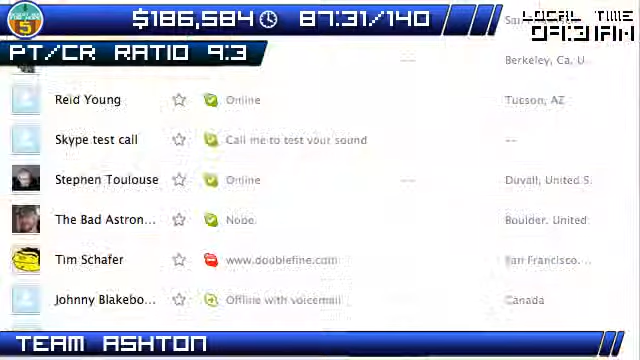 5
$186,584 87:31/140
LOCAL TIME
PT/CR RATIO 9:3
-- Berkeley, Ca, U.
Reid Young Online Tucson, AZ
Skype test call Call me to test your sound --
Stephen Toulouse Online -- Duvall, United S.
The Bad Astron... Nope. Boulder, United
Tim Schafer www.doublefine.com San Francisco, ...
Johnny Blakebo... Offline with voicemail Canada
TEAM ASHTON